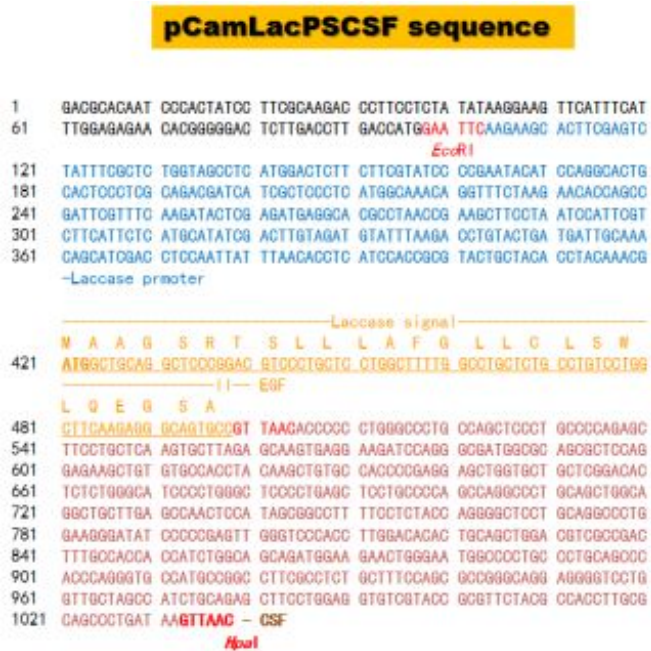 pCamLacPSCSF sequence
1 GACGCACAAT CCCACTATCC TTCGCAAGAC CCTTCCTCTA TATAAGGAAG TTCATTTCAT
61 TTGGAGAGAA CACGGGGGAC TCTTGACCTT GACCATGGAA TTCAAGAAGC ACTTCGAGTC
EcoRI
121 TATTTCGCTC TGGTAGCCTC ATGGACTCTT CTTCGTATCC CCGAATACAT CCAGGCACTG
181 CACTCCCTCG CAGACGATCA TCGCTCCCTC ATGGCAAACA GGTTTCTAAG AACACCAGCC
241 GATTCGTTTC AAGATACTCG AGATGAGGCA CGCCTAACCG AAGCTTCCTA ATCCATTCGT
301 CTTCATTCTC ATGCATATCG ACTTGTAGAT GTATTTAAGA CCTGTACTGA TGATTGCAAA
361 CAGCATCGAC CCTCCAATTAT TTAACACCTC ATCCACCGCG TACTGCTACA CCTACAAACG
-Laccase prmoter
Laccase signal
M A A G S R T S L L L A F G L L C L S W
421 ATGGCTGCAG GCTCCCGGAC GTCCCTGCTC CTGGCTTTTG GCCTGCTCTG CCTGTCCTGG
II-- EGF
L Q E G S A
481 CTTCAAGAGG GCAGTGCCGT TAACACCCCC CTGGGCCCTG CCAGCTCCCT GCCCCAGAGC
541 TTCCTGCTCA AGTGCTTAGA GCAAGTGAGG AAGATCCAGG GCGATGGCGC AGCGCTCCAG
601 GAGAAGCTGT GTGCCACCTA CAAGCTGTGC CACCCCGAGG AGCTGGTGCT GCTCGGACAC
661 TCTCTGGGCA TCCCCTGGGC TCCCCTGAGC TCCTGCCCCA GCCAGGCCCT GCAGCTGGCA
721 GGCTGCTTGA GCCAACTCCA TAGCGGCCTT TTCCTCTACC AGGGGCTCCT GCAGGCCCTG
781 GAAGGGATAT CCCCCGAGTT GGGTCCCACC TTGGACACAC TGCAGCTGGA CGTCGCCGAC
841 TTTGCCACCA CCATCTGGCA GCAGATGGAA GAACTGGGAA TGGCCCCTGC CCTGCAGCCC
901 ACCCAGGGTG CCATGCCGGC CTTCGCCTCT GCTTTCCAGC GCCGGGCAGG AGGGGTCCTG
961 GTTGCTAGCC ATCTGCAGAG CTTCCTGGAG GTGTCGTACC GCGTTCTACG CCACCTTGCG
1021 CAGCCCTGAT AAGTTAAC - CSF
HpaI